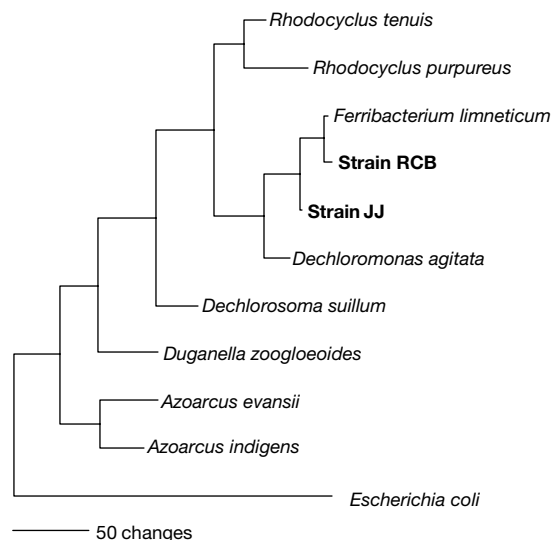 Rhodocyclus tenuis
Rhodocyclus purpureus
Ferribacterium limneticum
Strain RCB
Strain JJ
Dechloromonas agitata
Dechlorosoma suillum
Duganella zoogloeoides
Azoarcus evansii
Azoarcus indigens
Escherichia coli
50 changes